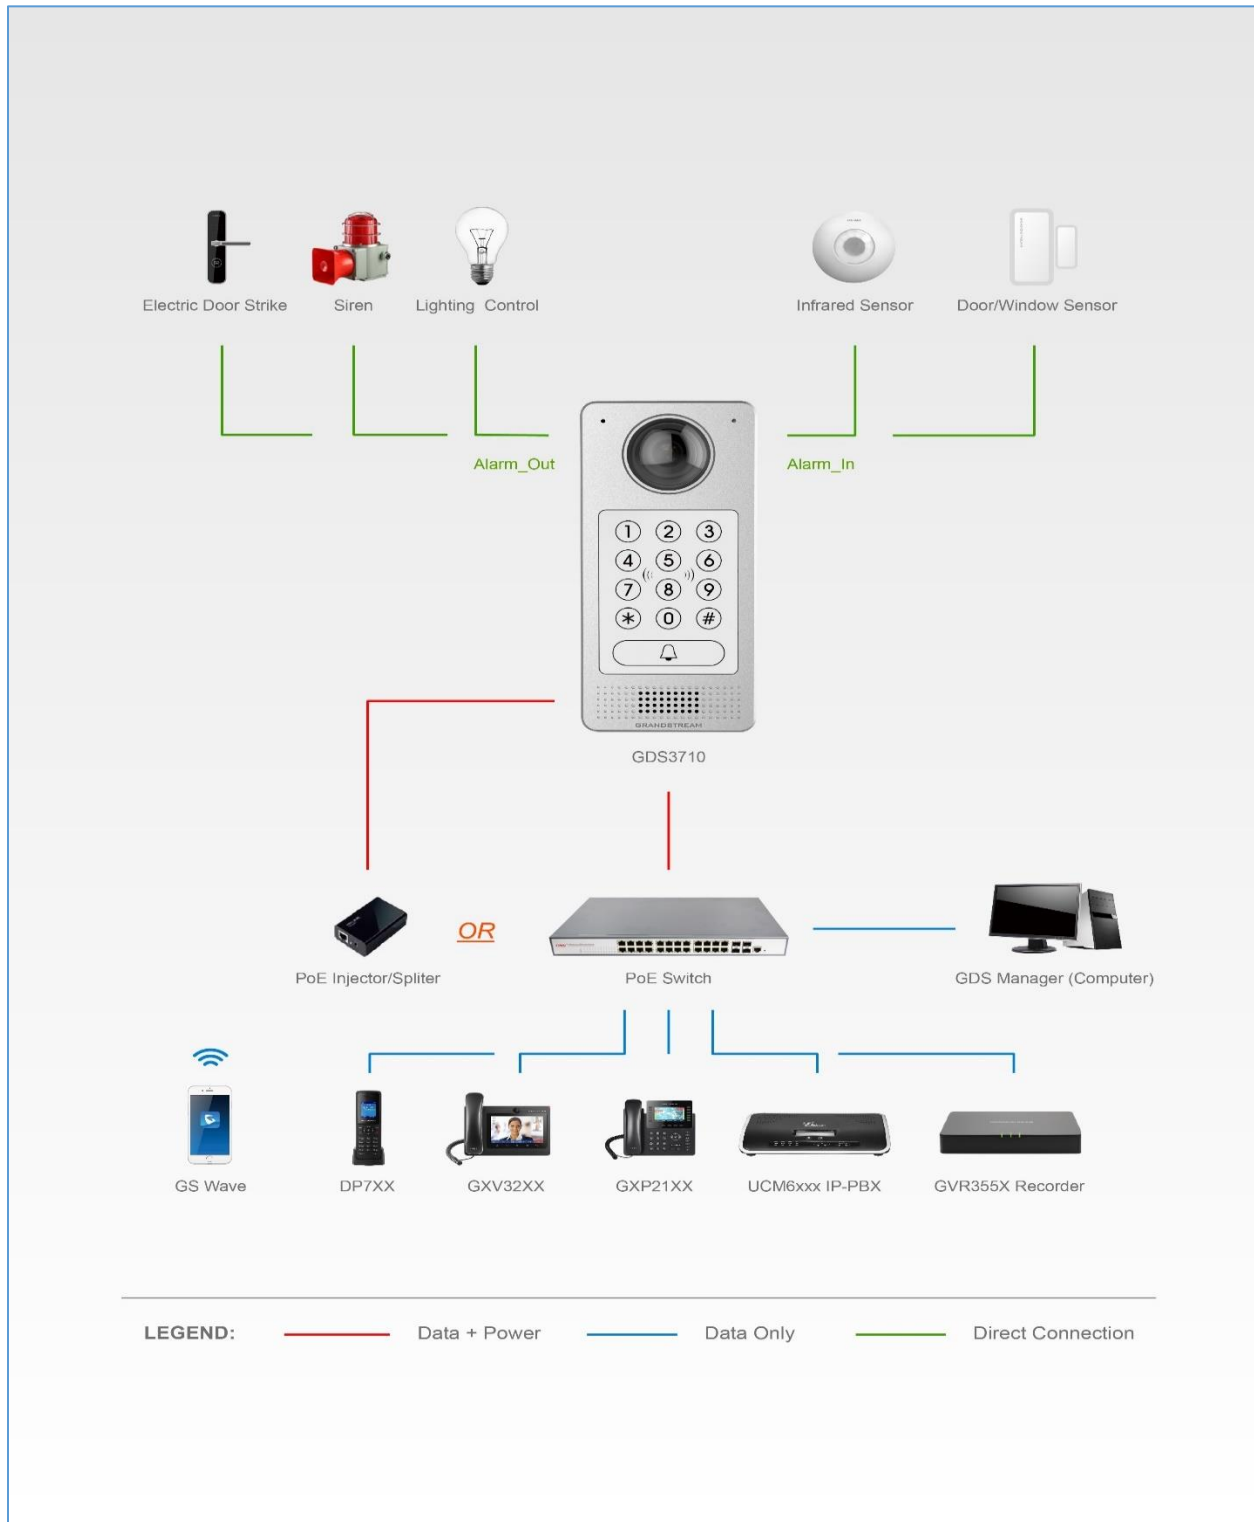 Electric Door Strike Siren Lighting Control Infrared Sensor Door/Window Sensor
Alarm_Out Alarm_In
1 2 3
4 5 6
7 8 9
* 0 #
GRANDSTREAM
GDS3710
OR
PoE Injector/Spliter PoE Switch GDS Manager (Computer)
GS Wave DP7XX GXV32XX GXP21XX UCM6xxx IP-PBX GVR355X Recorder
LEGEND: Data + Power Data Only Direct Connection